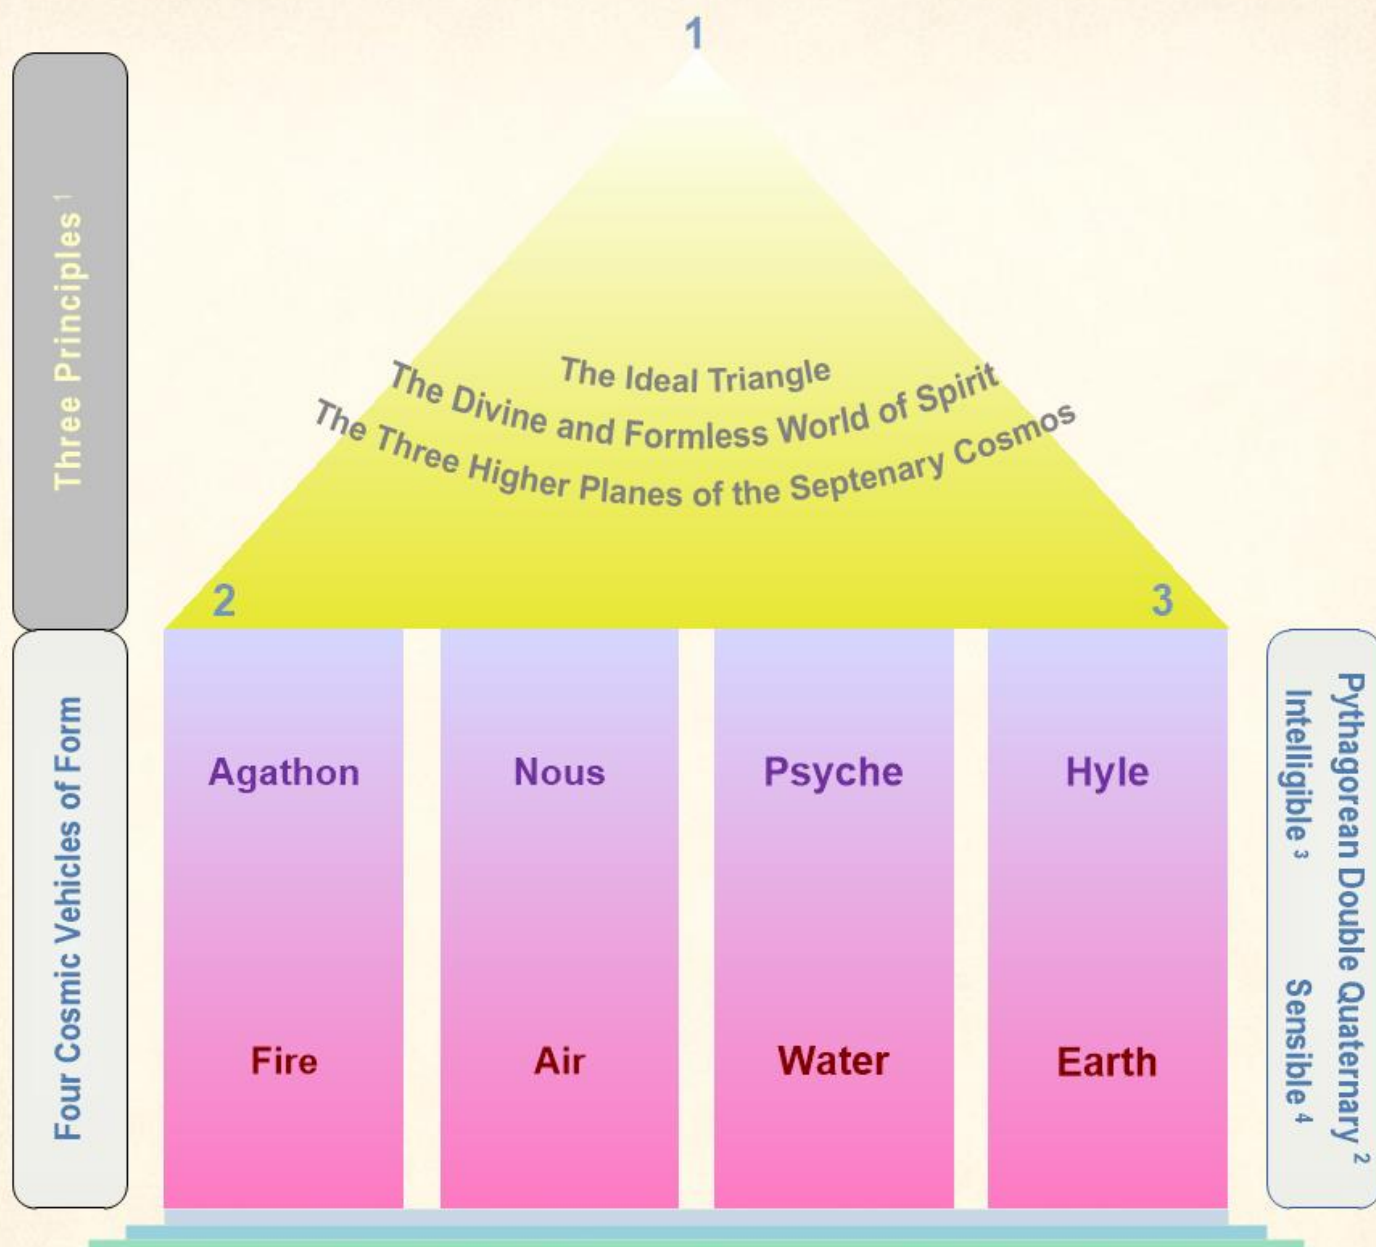 1
Three Principles ¹
The Ideal Triangle
The Divine and Formless World of Spirit
The Three Higher Planes of the Septenary Cosmos
2
3
Four Cosmic Vehicles of Form
Agathon
Nous
Psyche
Hyle
Fire
Air
Water
Earth
Pythagorean Double Quaternary ²
Intelligible ³
Sensible ⁴